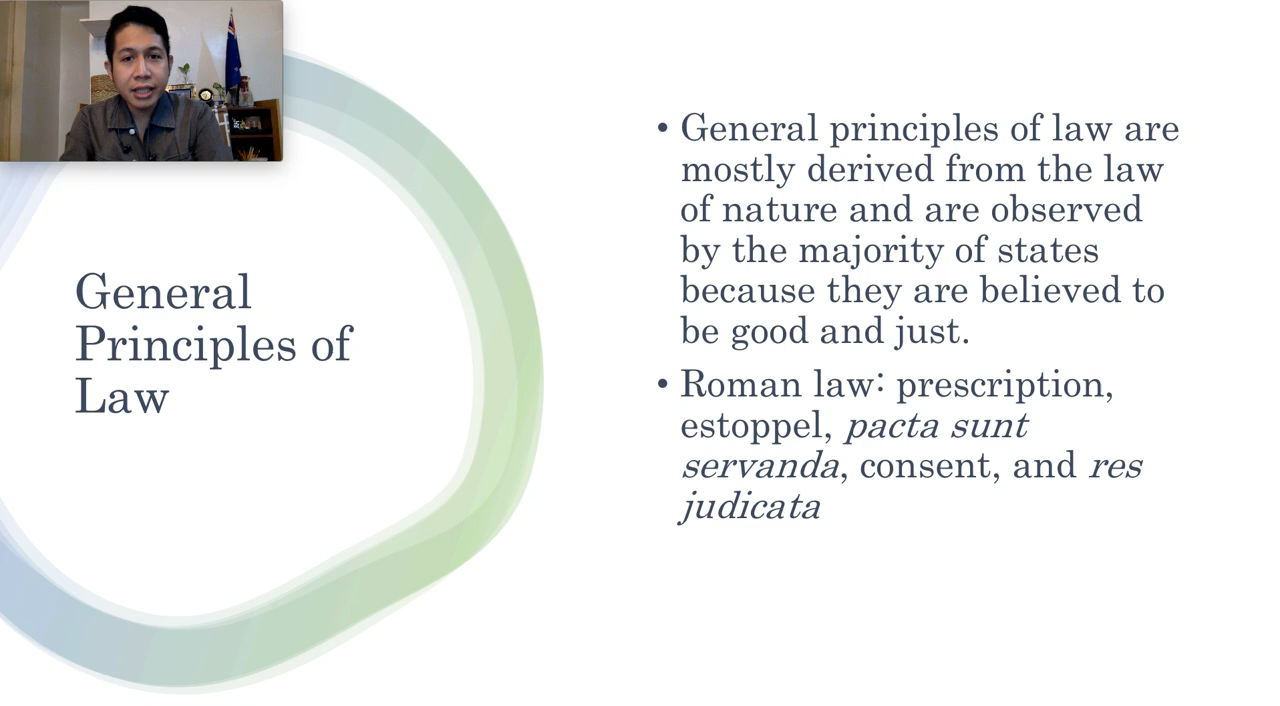 General
Principles of
Law
• General principles of law are
mostly derived from the law
of nature and are observed
by the majority of states
because they are believed to
be good and just.
• Roman law: prescription,
estoppel, pacta sunt
servanda, consent, and res
judicata